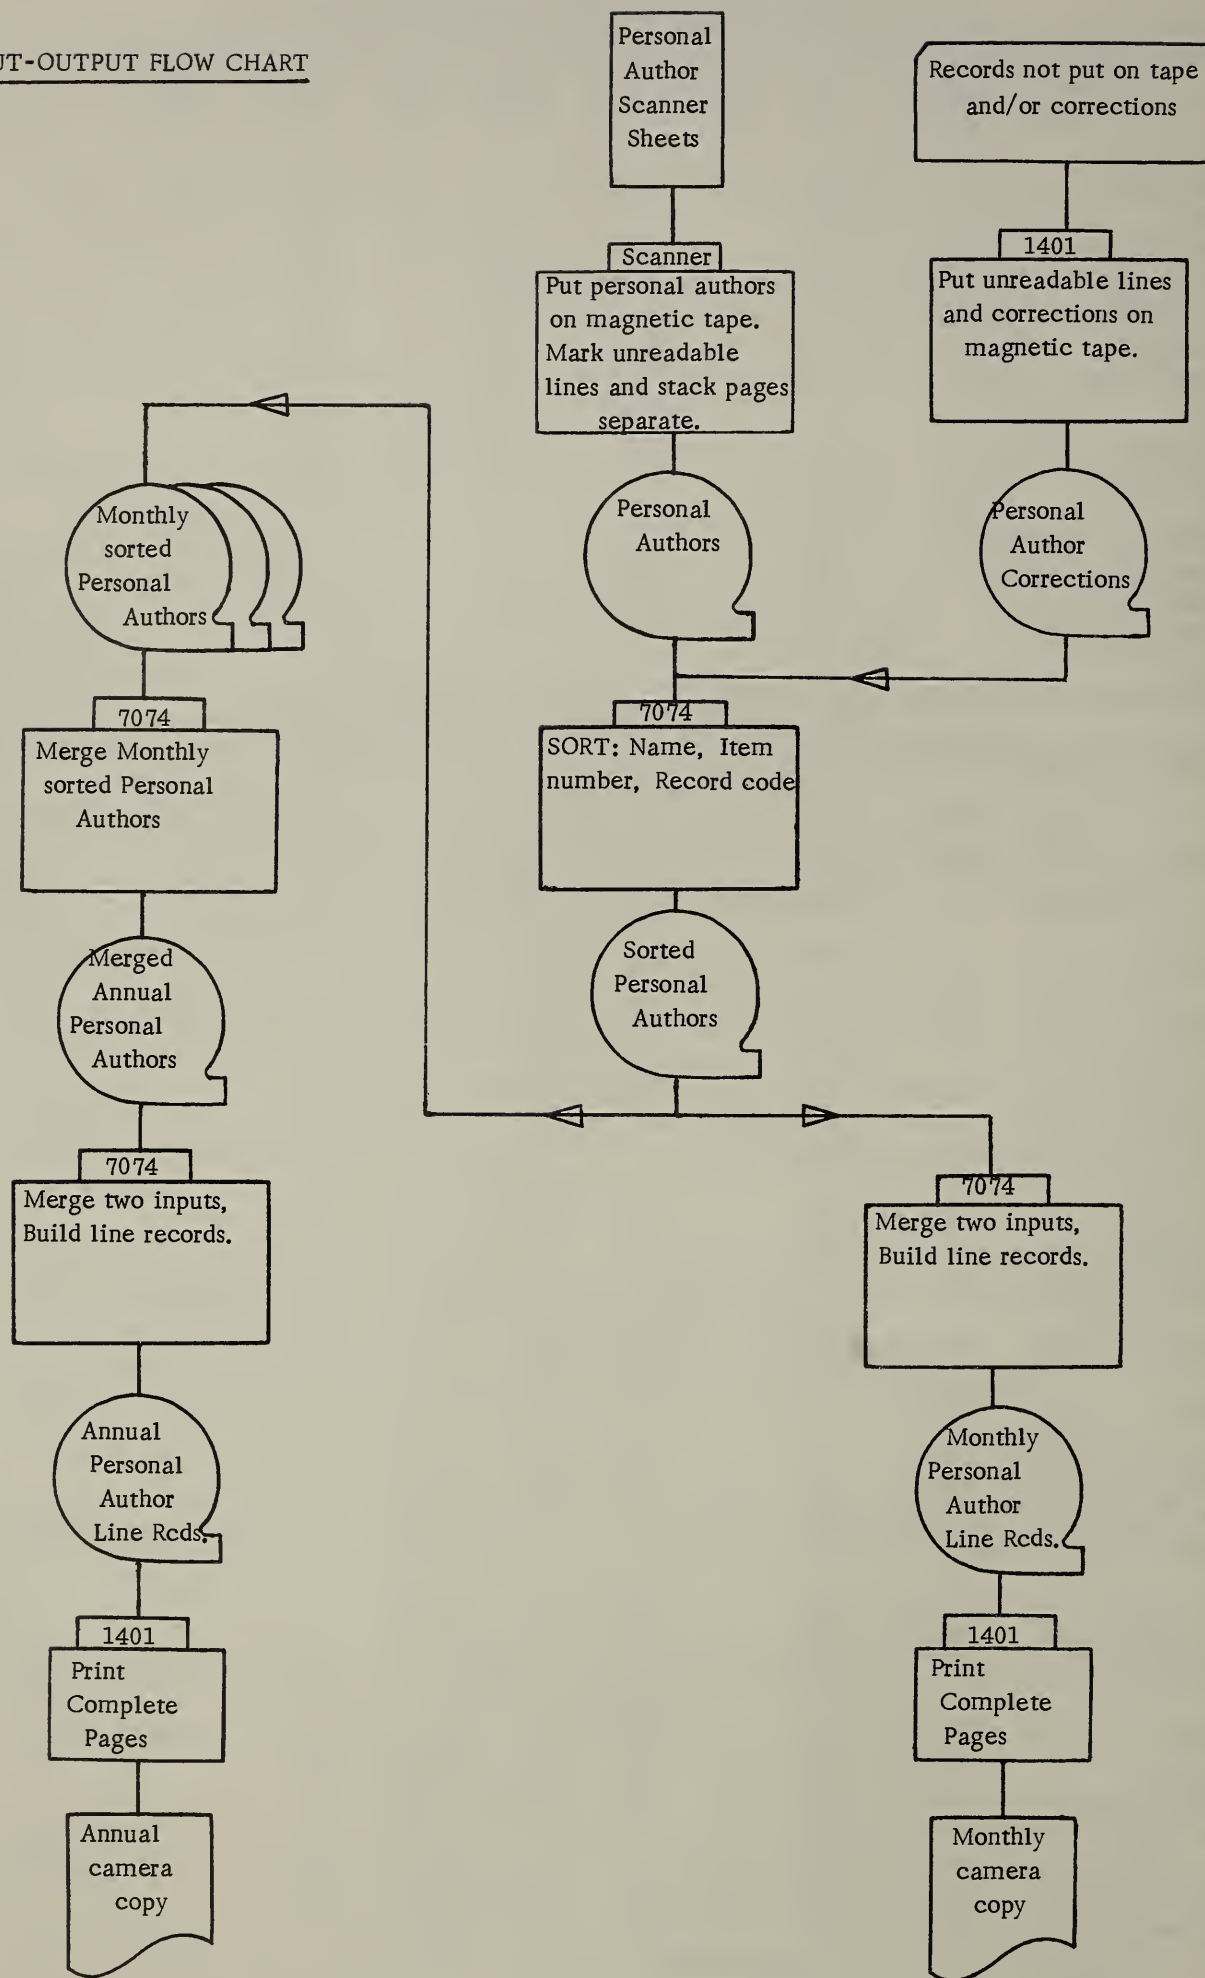 UT-OUTPUT FLOW CHART
Personal
Author
Scanner
Sheets
Records not put on tape
and/or corrections
Scanner
Put personal authors
on magnetic tape.
Mark unreadable
lines and stack pages
separate.
1401
Put unreadable lines
and corrections on
magnetic tape.
Monthly
sorted
Personal
Authors
Personal
Authors
Personal
Author
Corrections
7074
Merge Monthly
sorted Personal
Authors
7074
SORT: Name, Item
number, Record code
Merged
Annual
Personal
Authors
Sorted
Personal
Authors
7074
Merge two inputs,
Build line records.
7074
Merge two inputs,
Build line records.
Annual
Personal
Author
Line Rcds.
Monthly
Personal
Author
Line Rcds.
1401
Print
Complete
Pages
1401
Print
Complete
Pages
Annual
camera
copy
Monthly
camera
copy